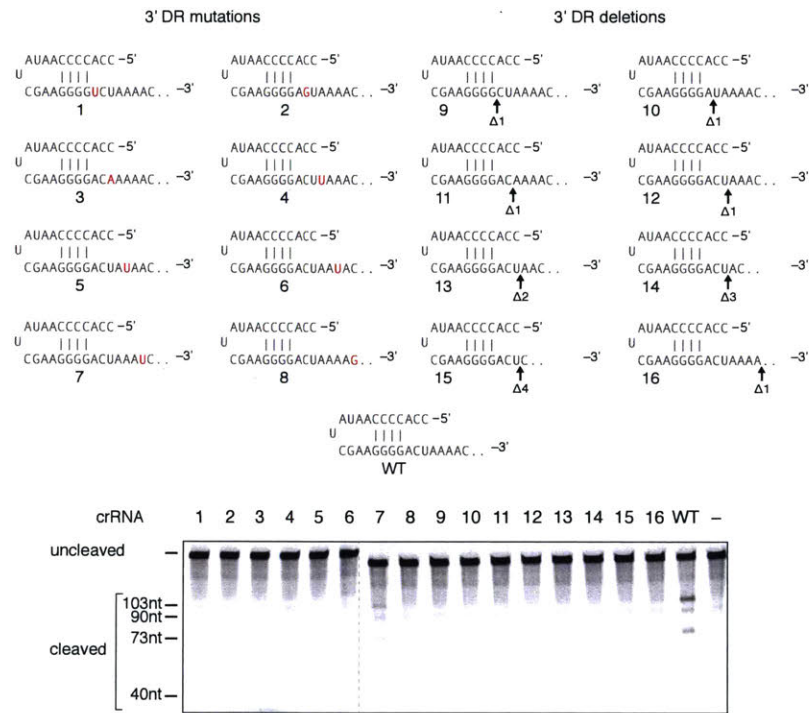 3' DR mutations 3' DR deletions
AUAACCCCACC -5' AUAACCCCACC -5' AUAACCCCACC -5' AUAACCCCACC -5'
U U U U
CGAAGGGGUCUAAAAC.. -3' CGAAGGGGAGUAAAAC.. -3' CGAAGGGGCUAAAAC.. -3' CGAAGGGGAUAAAAC.. -3'
1 2 9 10
Δ1 Δ1
AUAACCCCACC -5' AUAACCCCACC -5' AUAACCCCACC -5' AUAACCCCACC -5'
U U U U
CGAAGGGGACAAAAAC.. -3' CGAAGGGGACUUAAAC.. -3' CGAAGGGGACAAAAC.. -3' CGAAGGGGACUAAAC.. -3'
3 4 11 12
Δ1 Δ1
AUAACCCCACC -5' AUAACCCCACC -5' AUAACCCCACC -5' AUAACCCCACC -5'
U U U U
CGAAGGGGACUAUAAC.. -3' CGAAGGGGACUAAUAC.. -3' CGAAGGGGACUAAC.. -3' CGAAGGGGACUAC.. -3'
5 6 13 14
Δ2 Δ3
AUAACCCCACC -5' AUAACCCCACC -5' AUAACCCCACC -5' AUAACCCCACC -5'
U U U U
CGAAGGGGACUAAAUC.. -3' CGAAGGGGACUAAAAG.. -3' CGAAGGGGACUC.. -3' CGAAGGGGACUAAAA.. -3'
7 8 15 16
Δ4 Δ1
AUAACCCCACC -5'
U
CGAAGGGGACUAAAAC.. -3'
WT
crRNA 1 2 3 4 5 6 7 8 9 10 11 12 13 14 15 16 WT –
uncleaved
103nt
90nt
cleaved
73nt
40nt